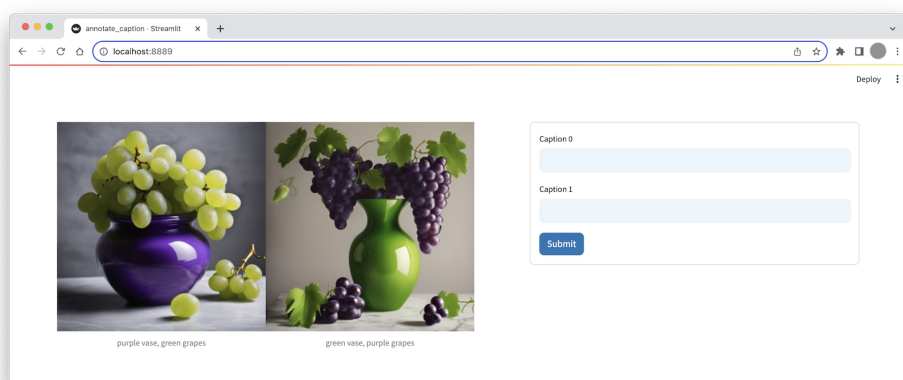 annotate_caption · Streamlit
localhost:8889
Deploy
Caption 0
Caption 1
Submit
purple vase, green grapes
green vase, purple grapes